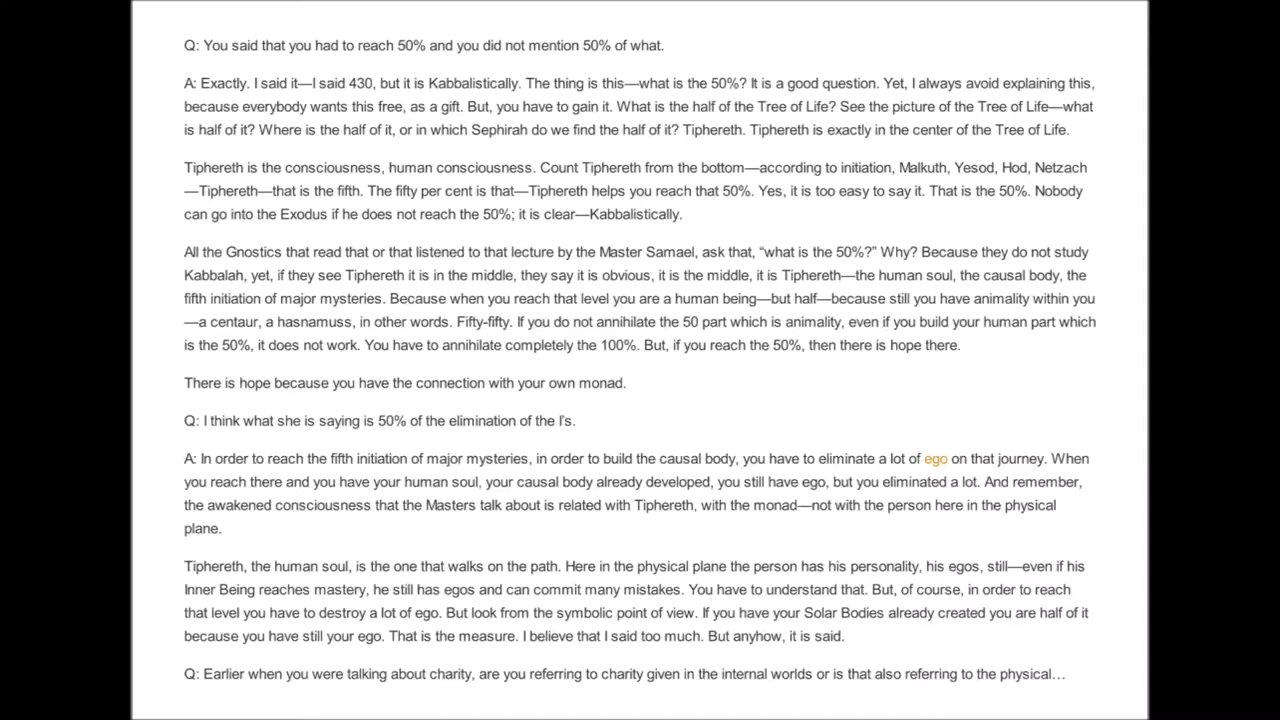 Q: You said that you had to reach 50% and you did not mention 50% of what.
A: Exactly. I said it—I said 430, but it is Kabbalistically. The thing is this—what is the 50%? It is a good question. Yet, I always avoid explaining this,
because everybody wants this free, as a gift. But, you have to gain it. What is the half of the Tree of Life? See the picture of the Tree of Life—what
is half of it? Where is the half of it, or in which Sephirah do we find the half of it? Tiphereth. Tiphereth is exactly in the center of the Tree of Life.
Tiphereth is the consciousness, human consciousness. Count Tiphereth from the bottom—according to initiation, Malkuth, Yesod, Hod, Netzach
—Tiphereth—that is the fifth. The fifty per cent is that—Tiphereth helps you reach that 50%. Yes, it is too easy to say it. That is the 50%. Nobody
can go into the Exodus if he does not reach the 50%; it is clear—Kabbalistically.
All the Gnostics that read that or that listened to that lecture by the Master Samael, ask that, “what is the 50%?” Why? Because they do not study
Kabbalah, yet, if they see Tiphereth it is in the middle, they say it is obvious, it is the middle, it is Tiphereth—the human soul, the causal body, the
fifth initiation of major mysteries. Because when you reach that level you are a human being—but half—because still you have animality within you
—a centaur, a hasnamuss, in other words. Fifty-fifty. If you do not annihilate the 50 part which is animality, even if you build your human part which
is the 50%, it does not work. You have to annihilate completely the 100%. But, if you reach the 50%, then there is hope there.
There is hope because you have the connection with your own monad.
Q: I think what she is saying is 50% of the elimination of the I's.
A: In order to reach the fifth initiation of major mysteries, in order to build the causal body, you have to eliminate a lot of ego on that journey. When
you reach there and you have your human soul, your causal body already developed, you still have ego, but you eliminated a lot. And remember,
the awakened consciousness that the Masters talk about is related with Tiphereth, with the monad—not with the person here in the physical
plane.
Tiphereth, the human soul, is the one that walks on the path. Here in the physical plane the person has his personality, his egos, still—even if his
Inner Being reaches mastery, he still has egos and can commit many mistakes. You have to understand that. But, of course, in order to reach
that level you have to destroy a lot of ego. But look from the symbolic point of view. If you have your Solar Bodies already created you are half of it
because you have still your ego. That is the measure. I believe that I said too much. But anyhow, it is said.
Q: Earlier when you were talking about charity, are you referring to charity given in the internal worlds or is that also referring to the physical…